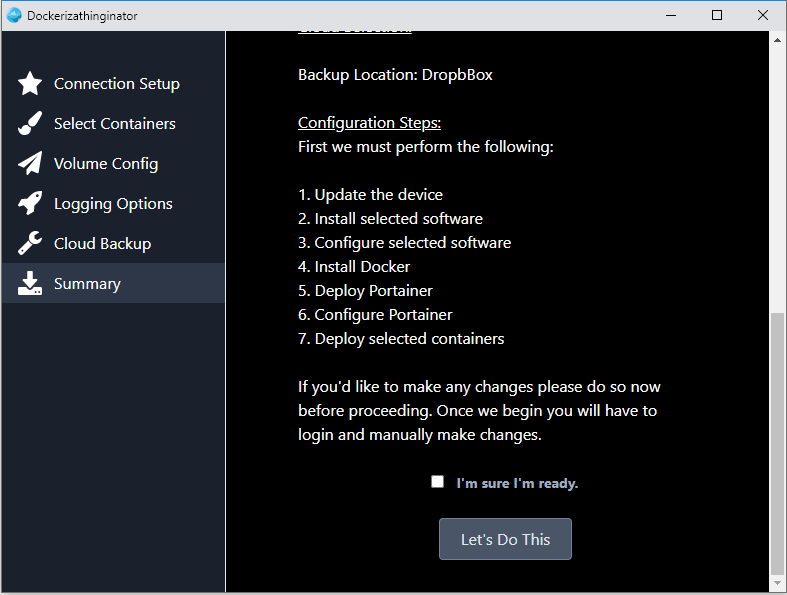 Dockerizathinginator
Connection Setup
Select Containers
Volume Config
Logging Options
Cloud Backup
Summary
Cloud Selection:
Backup Location: DropbBox
Configuration Steps:
First we must perform the following:
1. Update the device
2. Install selected software
3. Configure selected software
4. Install Docker
5. Deploy Portainer
6. Configure Portainer
7. Deploy selected containers
If you'd like to make any changes please do so now
before proceeding. Once we begin you will have to
login and manually make changes.
I'm sure I'm ready.
Let's Do This